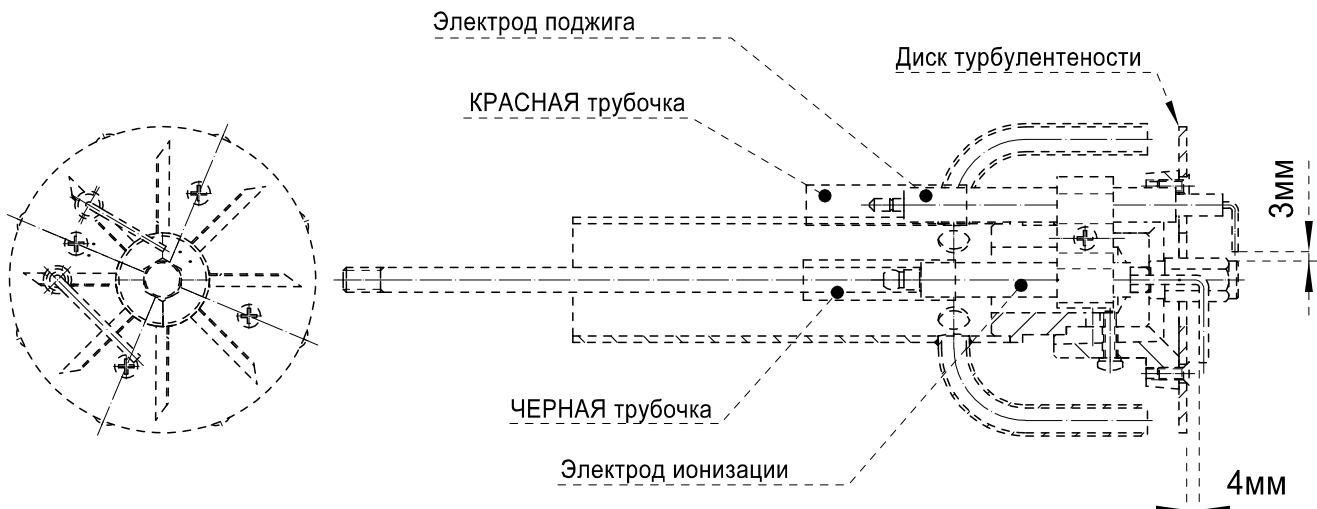 Электрод поджига
Диск турбулентености
КРАСНАЯ трубочка
3мм
ЧЕРНАЯ трубочка
Электрод ионизации
4мм